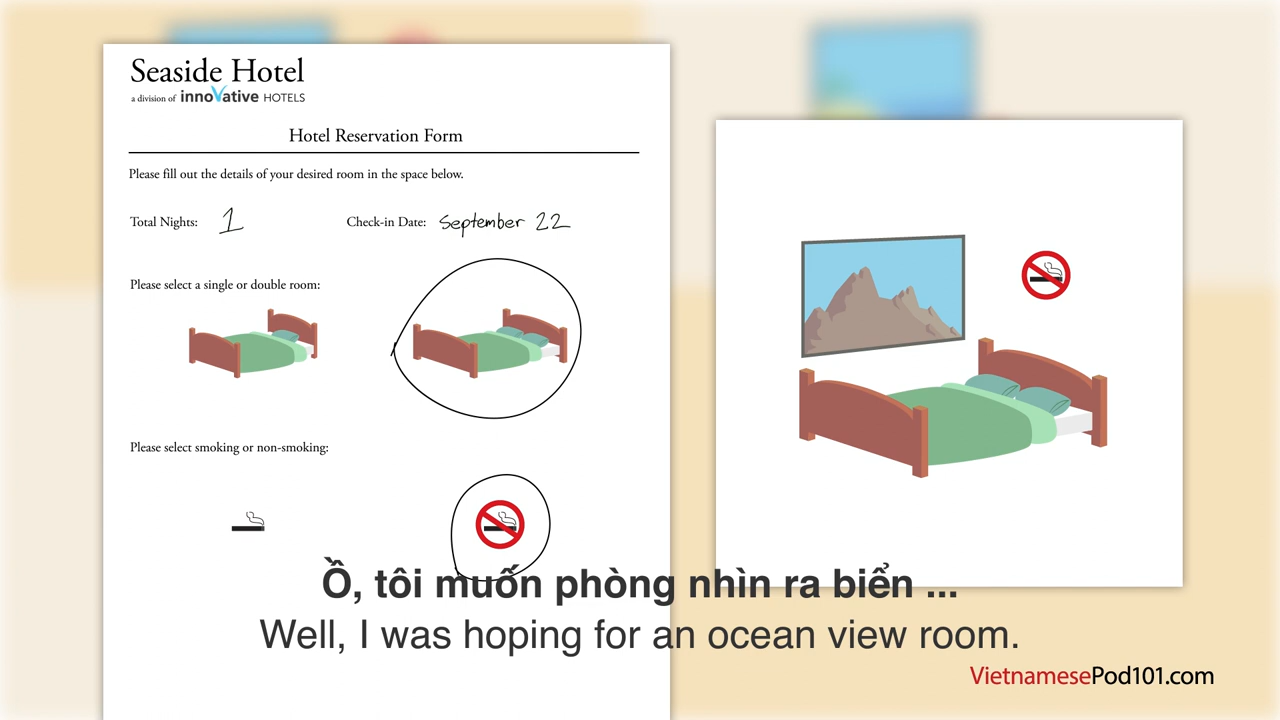 Seaside Hotel
a division of innoVative HOTELS
Hotel Reservation Form
Please fill out the details of your desired room in the space below.
Total Nights: 1 Check-in Date: September 22
Please select a single or double room:
Please select smoking or non-smoking:
Ồ, tôi muốn phòng nhìn ra biển ...
Well, I was hoping for an ocean view room.
VietnamesePod101.com